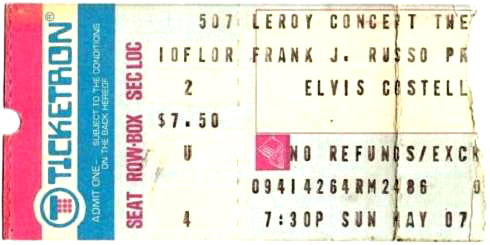 TICKETRON®
ADMIT ONE— SUBJECT TO THE CONDITIONS
ON THE BACK HEREOF
SEAT ROW-BOX SEC LOC
507 LEROY CONCERT THE
10FLOR FRANK J. RUSSO PR
2 ELVIS COSTELL
$7.50
U NO REFUNDS/EXC
09414264RM2486 0
4 7:30P SUN MAY 07